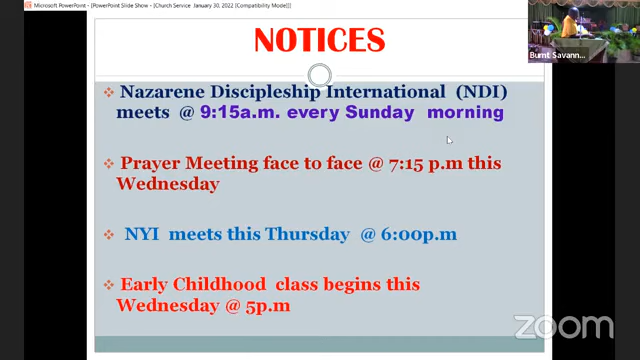 Microsoft PowerPoint - [PowerPoint Slide Show - [Church Service January 30, 2022 [Compatibility Mode]]]
NOTICES
Burnt Savann...
Nazarene Discipleship International (NDI)
meets @ 9:15a.m. every Sunday morning
Prayer Meeting face to face @ 7:15 p.m this
Wednesday
NYI meets this Thursday @ 6:00p.m
Early Childhood class begins this
Wednesday @ 5p.m
zoom